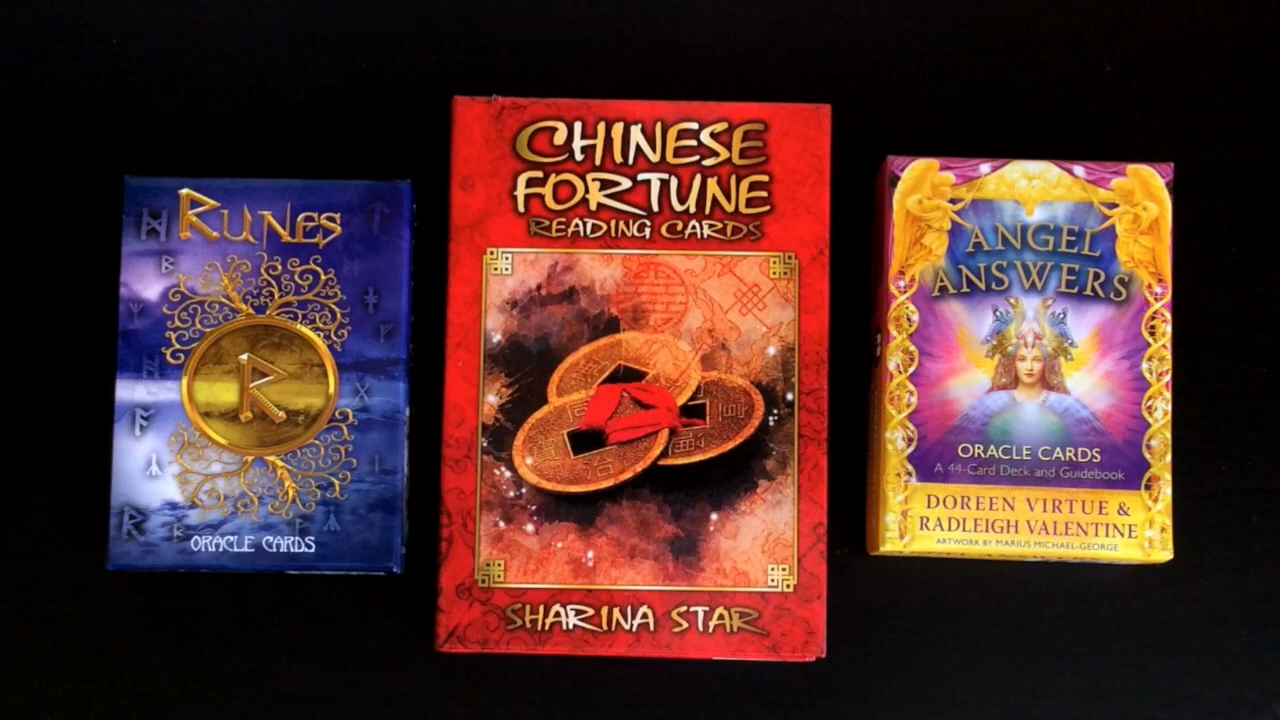 RUNES
ORACLE CARDS
CHINESE
FORTUNE
READING CARDS
SHARINA STAR
ANGEL
ANSWERS
ORACLE CARDS
A 44-Card Deck and Guidebook
DOREEN VIRTUE &
RADLEIGH VALENTINE
ARTWORK BY MARIUS MICHAEL-GEORGE